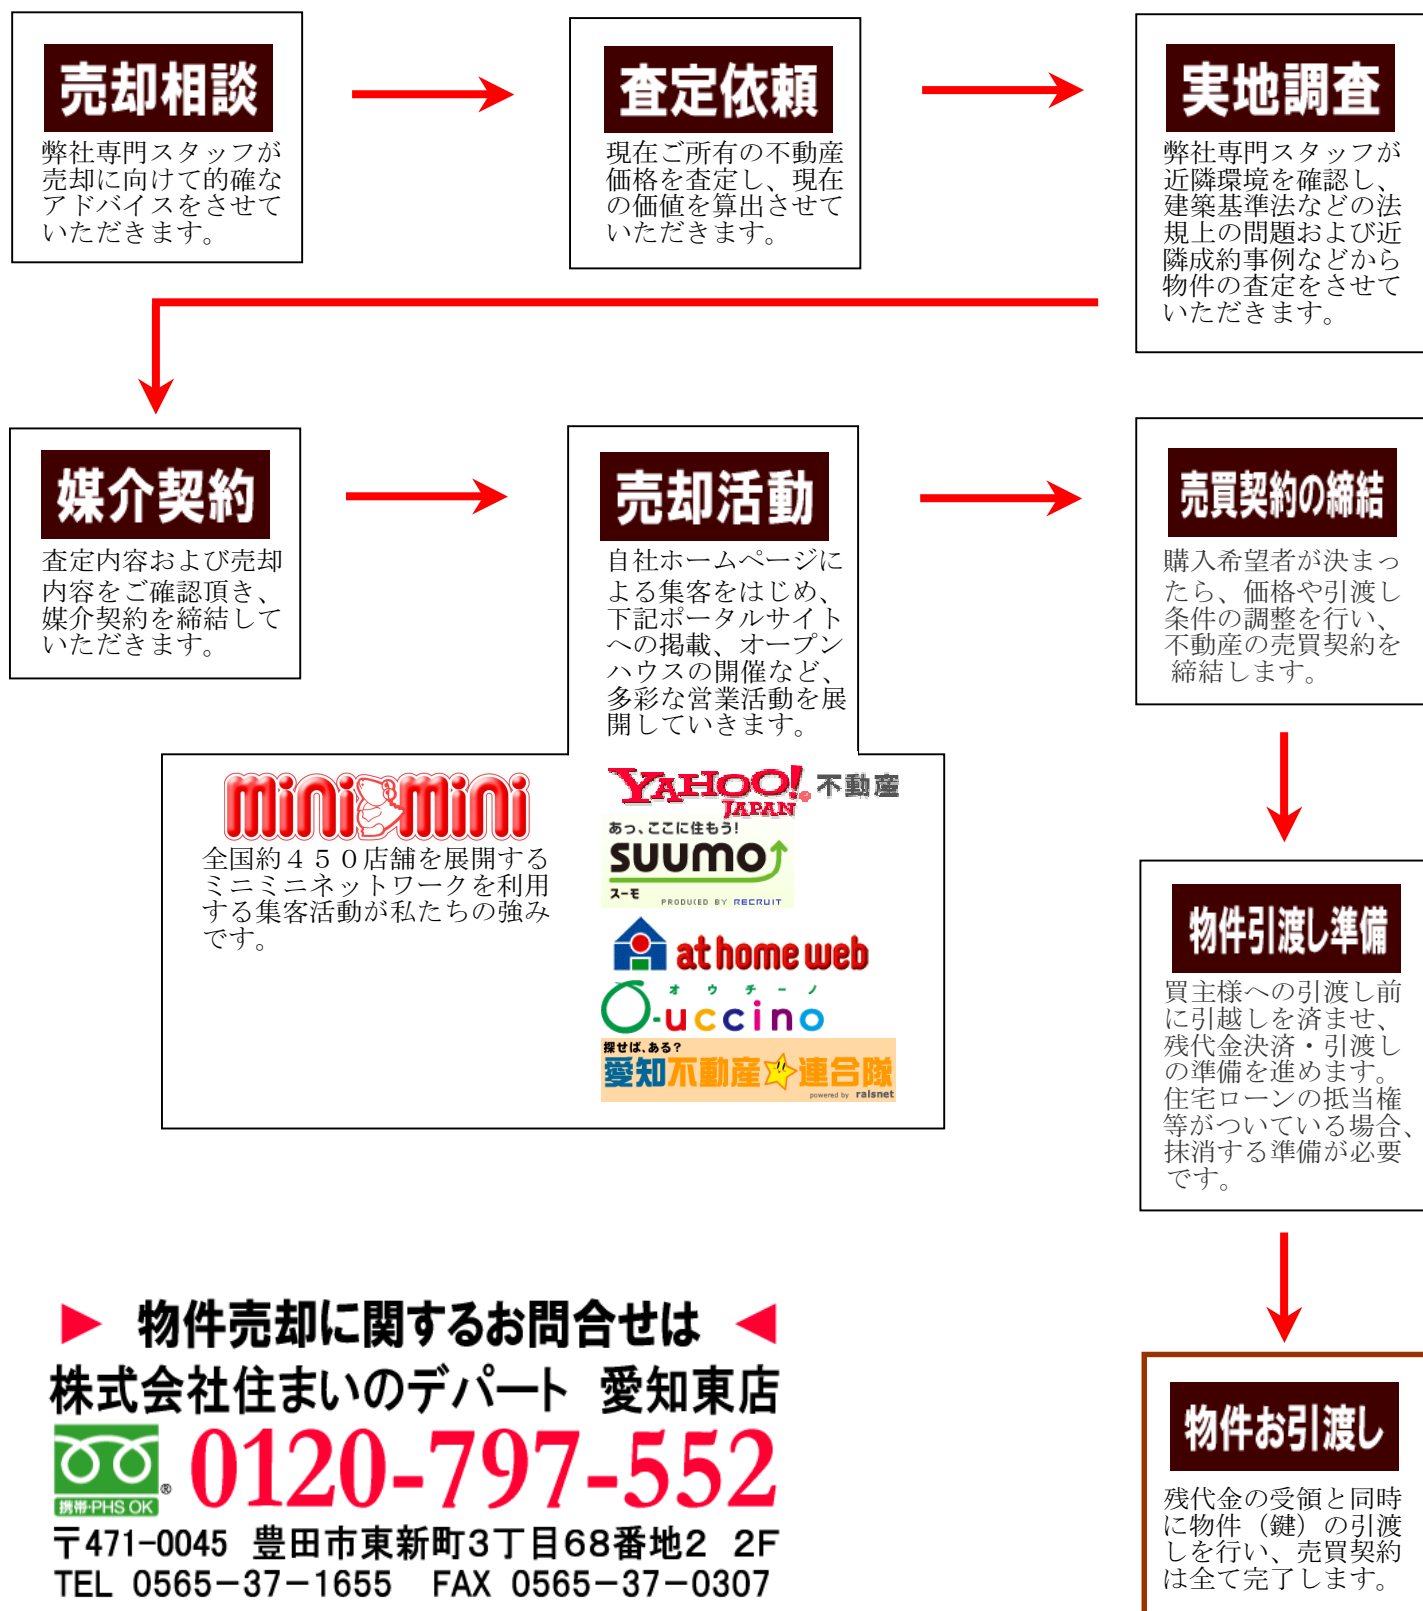 売却相談
弊社専門スタッフが
売却に向けて的確な
アドバイスをさせて
いただきます。
査定依頼
現在ご所有の不動産
価格を査定し、現在
の価値を算出させて
いただきます。
実地調査
弊社専門スタッフが
近隣環境を確認し、
建築基準法などの法
規上の問題および近
隣成約事例などから
物件の査定をさせて
いただきます。
媒介契約
査定内容および売却
内容をご確認頂き、
媒介契約を締結して
いただきます。
売却活動
自社ホームページに
よる集客をはじめ、
下記ポータルサイト
への掲載、オープン
ハウスの開催など、
多彩な営業活動を展
開していきます。
売買契約の締結
購入希望者が決まっ
たら、価格や引渡し
条件の調整を行い、
不動産の売買契約を
締結します。
mini mini
全国約４５０店舗を展開する
ミニミニネットワークを利用
する集客活動が私たちの強み
です。
YAHOO! 不動産
JAPAN
あっ、ここに住もう!
suumo
スーモ
PRODUCED BY RECRUIT
at home web
オウチーノ
O-uccino
探せば、ある?
愛知不動産連合隊
powered by ralsnet
物件引渡し準備
買主様への引渡し前
に引越しを済ませ、
残代金決済・引渡し
の準備を進めます。
住宅ローンの抵当権
等がついている場合、
抹消する準備が必要
です。
物件お引渡し
残代金の受領と同時
に物件（鍵）の引渡
しを行い、売買契約
は全て完了します。
▶ 物件売却に関するお問合せは ◀
株式会社住まいのデパート 愛知東店
携帯・PHS OK ® 0120-797-552
〒471-0045 豊田市東新町3丁目68番地2 2F
TEL 0565－37－1655 FAX 0565－37－0307